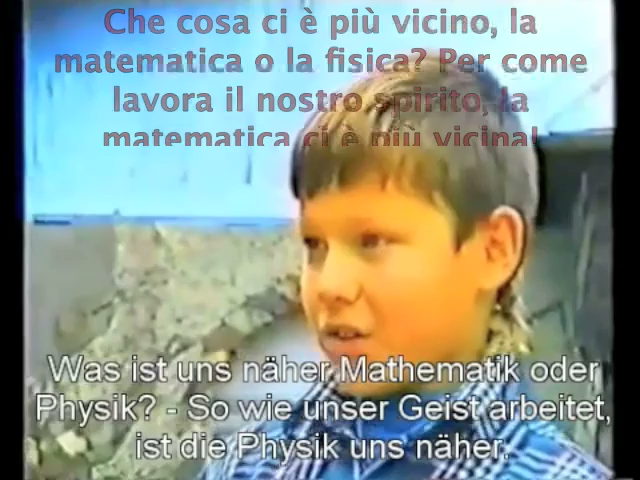 Che cosa ci è più vicino, la
matematica o la fisica? Per come
lavora il nostro spirito, la
matematica ci è più vicina!
Was ist uns näher,Mathematik oder
Physik? - So wie unser Geist arbeitet,
ist die Physik uns näher.